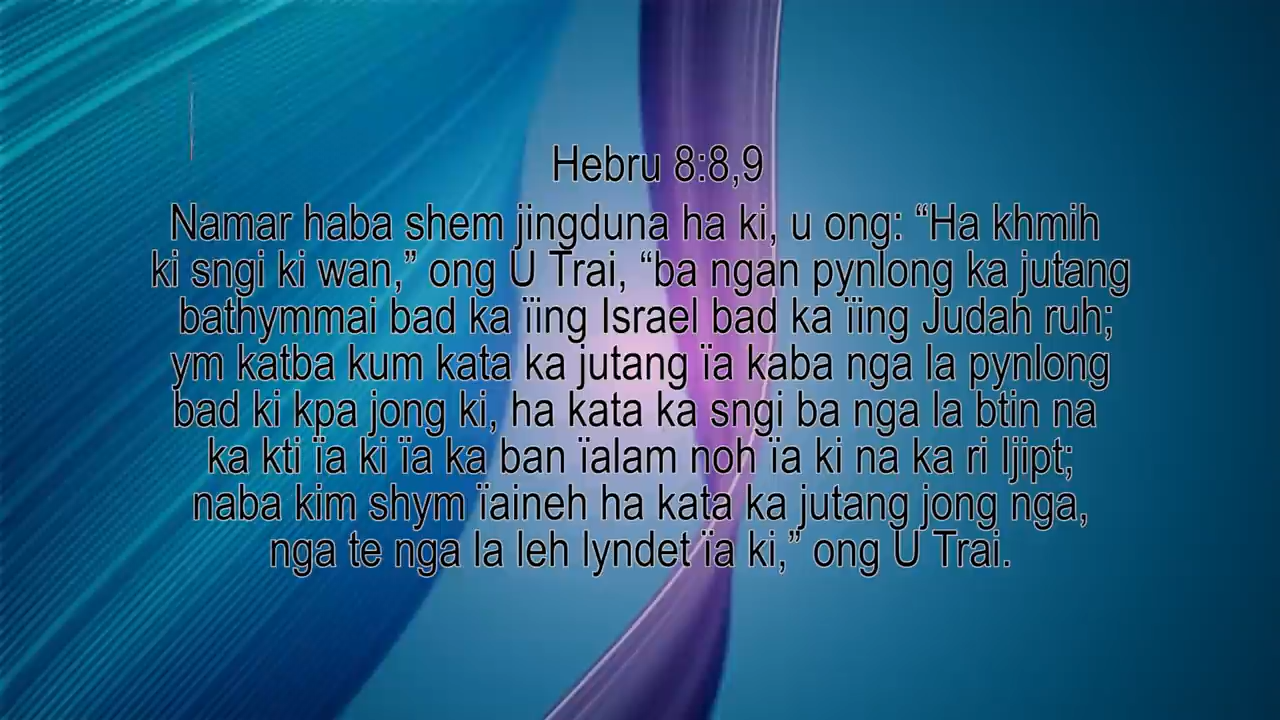 Hebru 8:8,9
Namar haba shem jingduna ha ki, u ong: “Ha khmih
ki sngi ki wan,” ong U Trai, “ba ngan pynlong ka jutang
bathymmai bad ka ïing Israel bad ka ïing Judah ruh;
ym katba kum kata ka jutang ïa kaba nga la pynlong
bad ki kpa jong ki, ha kata ka sngi ba nga la btin na
ka kti ïa ki ïa ka ban ïalam noh ïa ki na ka ri Ijipt;
naba kim shym ïaineh ha kata ka jutang jong nga,
nga te nga la leh lyndet ïa ki,” ong U Trai.